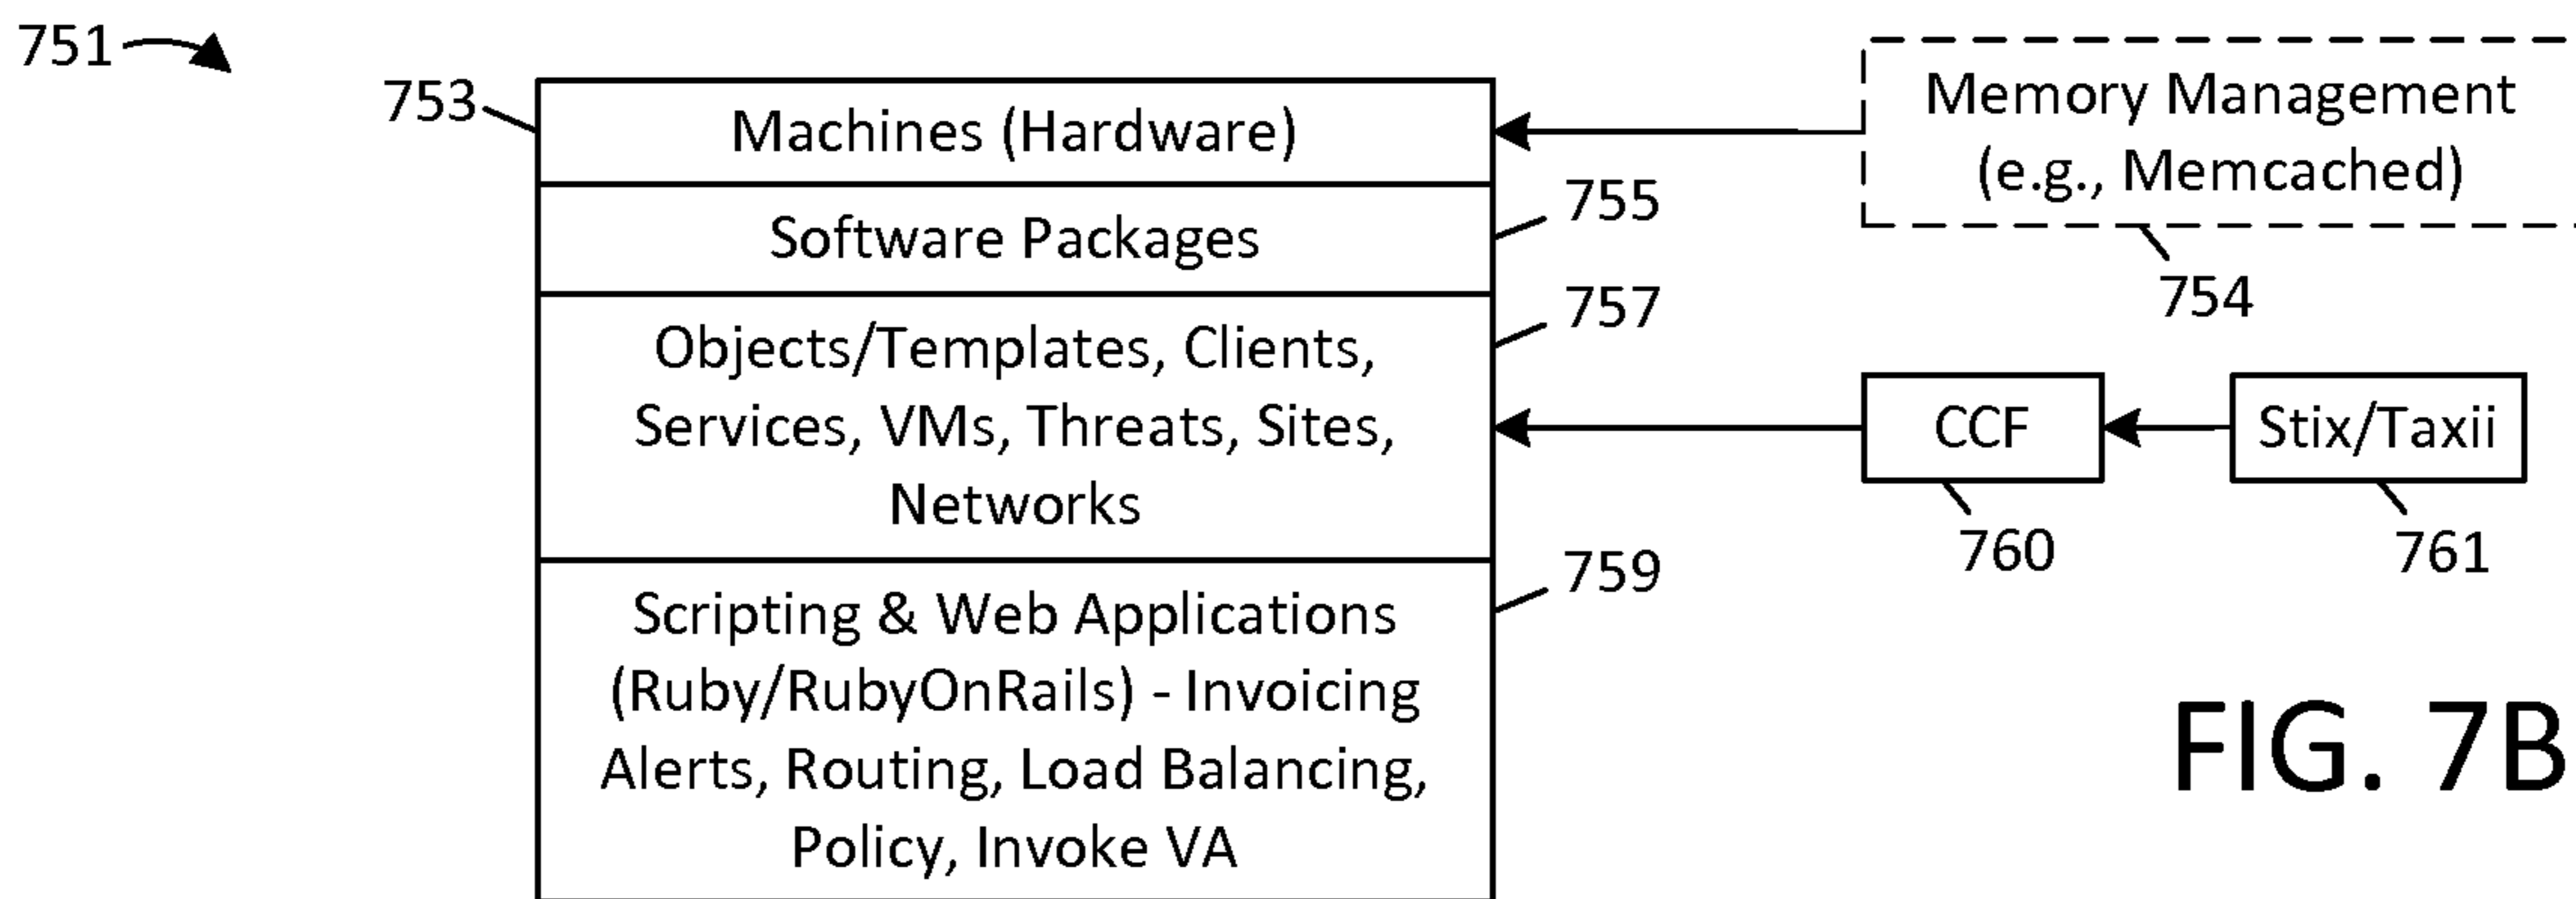 751
753
Machines (Hardware)
Memory Management
(e.g., Memcached)
754
755
Software Packages
757
Objects/Templates, Clients,
Services, VMs, Threats, Sites,
Networks
CCF
760
Stix/Taxii
761
759
Scripting & Web Applications
(Ruby/RubyOnRails) - Invoicing
Alerts, Routing, Load Balancing,
Policy, Invoke VA
FIG. 7B